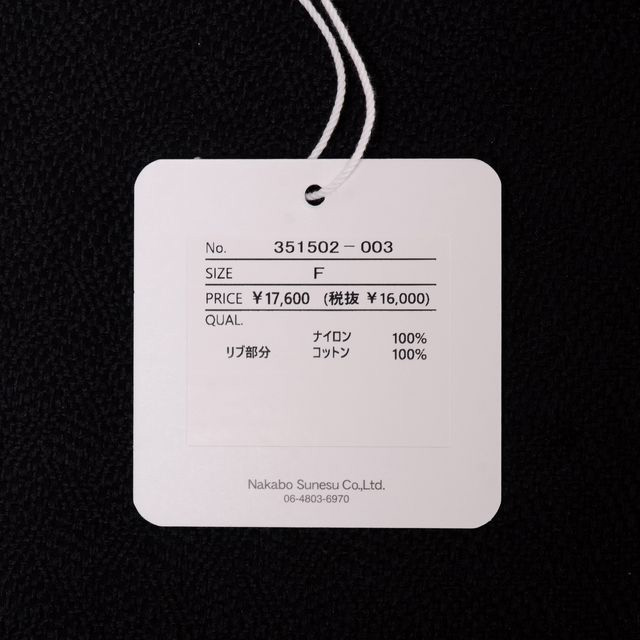 No. 351502-003
SIZE F
PRICE ¥17,600 (税抜 ¥16,000)
QUAL.
ナイロン 100%
リブ部分 コットン 100%
Nakabo Sunesu Co.,Ltd.
06-4803-6970